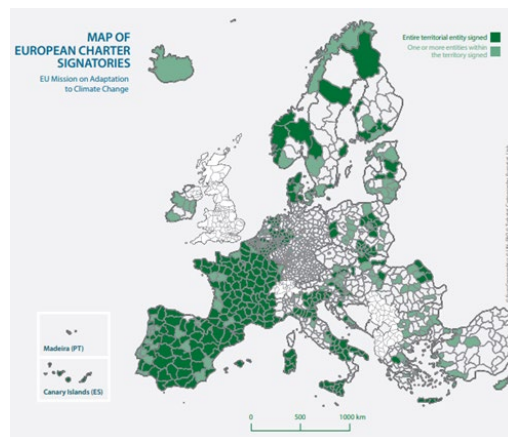 MAP OF
EUROPEAN CHARTER
SIGNATORIES
EU Mission on Adaptation
to Climate Change
Entire territorial entity signed
One or more entities within
the territory signed
Madeira (PT)
Canary Islands (ES)
0 500 1000 km